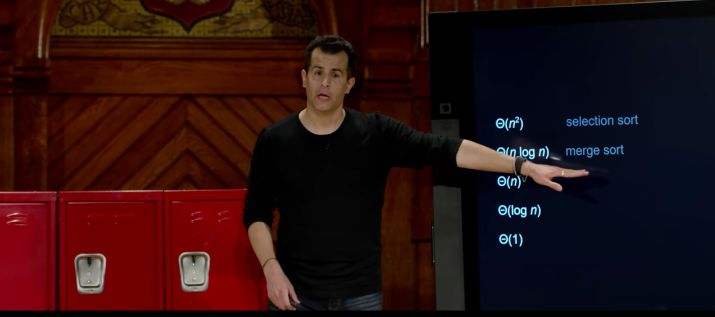 Θ(n²) selection sort
Θ(n log n) merge sort
Θ(n)
Θ(log n)
Θ(1)